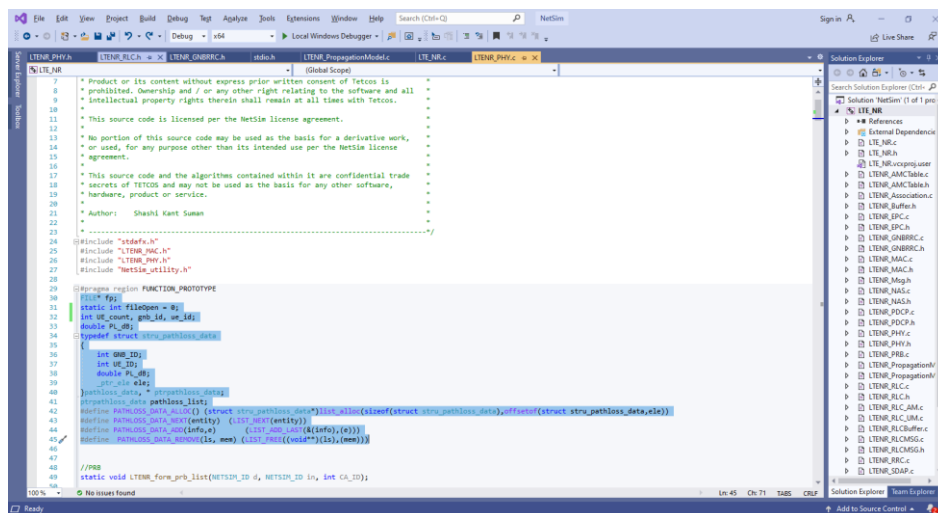 File Edit View Project Build Debug Test Analyze Tools Extensions Window Help Search (Ctrl+Q) NetSim Sign in
Debug x64 Local Windows Debugger Live Share
LTENR_PHY.h LTENR_RLC.h LTENR_GNBRRC.h stdio.h LTENR_PropagationModel.c LTE_NR.c LTENR_PHY.c
LTE_NR (Global Scope)
Server Explorer
Toolbox
7 * Product or its content without express prior written consent of Tetcos is *
8 * prohibited. Ownership and / or any other right relating to the software and all *
9 * intellectual property rights therein shall remain at all times with Tetcos. *
10 * *
11 * This source code is licensed per the NetSim license agreement. *
12 * *
13 * No portion of this source code may be used as the basis for a derivative work, *
14 * or used, for any purpose other than its intended use per the NetSim license *
15 * agreement. *
16 * *
17 * This source code and the algorithms contained within it are confidential trade *
18 * secrets of TETCOS and may not be used as the basis for any other software, *
19 * hardware, product or service. *
20 * *
21 * Author: Shashi Kant Suman *
22 * *
23 * ---------------------------------------------------------------------------------*/
24 #include "stdafx.h"
25 #include "LTENR_MAC.h"
26 #include "LTENR_PHY.h"
27 #include "NetSim_utility.h"
28
29 #pragma region FUNCTION_PROTOTYPE
30 FILE* fp;
31 static int fileOpen = 0;
32 int UE_count, gnb_id, ue_id;
33 double PL_dB;
34 typedef struct stru_pathloss_data
35 {
36 int GNB_ID;
37 int UE_ID;
38 double PL_dB;
39 _ptr_ele ele;
40 }pathloss_data, * ptrpathloss_data;
41 ptrpathloss_data pathloss_list;
42 #define PATHLOSS_DATA_ALLOC() (struct stru_pathloss_data*)list_alloc(sizeof(struct stru_pathloss_data),offsetof(struct stru_pathloss_data,ele))
43 #define PATHLOSS_DATA_NEXT(entity) (LIST_NEXT(entity))
44 #define PATHLOSS_DATA_ADD(info,e) (LIST_ADD_LAST(&(info),(e)))
45 #define PATHLOSS_DATA_REMOVE(ls, mem) (LIST_FREE((void**)(ls),(mem)))
46
47
48 //PRB
49 static void LTENR_form_prb_list(NETSIM_ID d, NETSIM_ID in, int CA_ID);
50
100 % No issues found Ln: 45 Ch: 71 TABS CRLF
Ready Add to Source Control
Solution Explorer
Search Solution Explorer (Ctrl+
Solution 'NetSim' (1 of 1 pro
LTE_NR
References
External Dependencie
LTE_NR.c
LTE_NR.h
LTE_NR.vcxproj.user
LTENR_AMCTable.c
LTENR_AMCTable.h
LTENR_Association.c
LTENR_Buffer.h
LTENR_EPC.c
LTENR_EPC.h
LTENR_GNBRRC.c
LTENR_GNBRRC.h
LTENR_MAC.c
LTENR_MAC.h
LTENR_Msg.h
LTENR_NAS.c
LTENR_NAS.h
LTENR_PDCP.c
LTENR_PDCP.h
LTENR_PHY.c
LTENR_PHY.h
LTENR_PRB.c
LTENR_PropagationM
LTENR_PropagationM
LTENR_RLC.c
LTENR_RLC.h
LTENR_RLC_AM.c
LTENR_RLC_UM.c
LTENR_RLCBuffer.c
LTENR_RLCMSG.c
LTENR_RLCMSG.h
LTENR_RRC.c
LTENR_SDAP.c
Solution Explorer Team Explorer